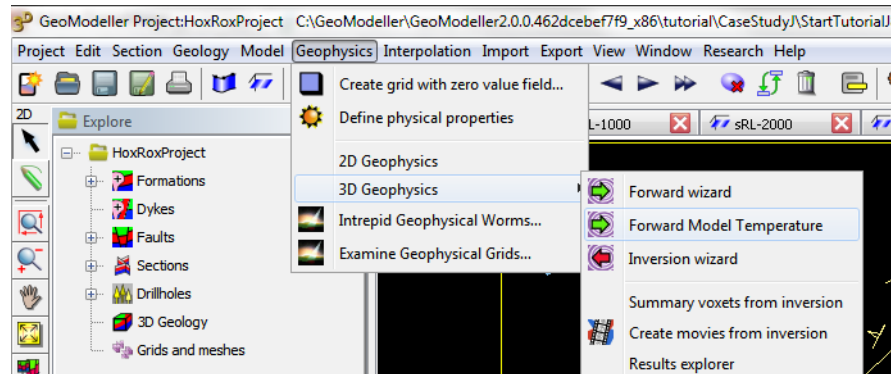 GeoModeller Project:HoxRoxProject C:\GeoModeller\GeoModeller2.0.0.462dcebef7f9_x86\tutorial\CaseStudyJ\StartTutorialJ
Project Edit Section Geology Model Geophysics Interpolation Import Export View Window Research Help
2D
Explore
HoxRoxProject
Formations
Dykes
Faults
Sections
Drillholes
3D Geology
Grids and meshes
Create grid with zero value field...
Define physical properties
2D Geophysics
3D Geophysics
Intrepid Geophysical Worms...
Examine Geophysical Grids...
L-1000
sRL-2000
Forward wizard
Forward Model Temperature
Inversion wizard
Summary voxets from inversion
Create movies from inversion
Results explorer